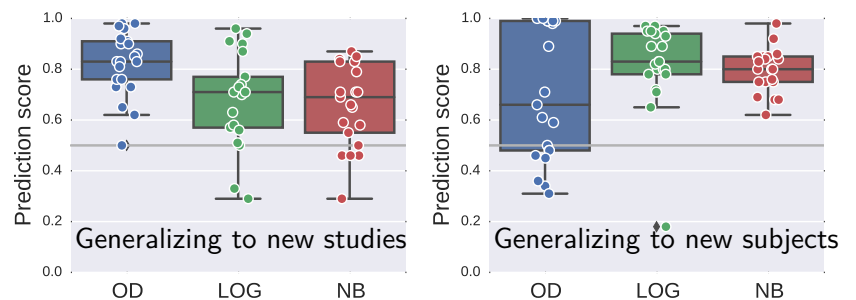 Prediction score
1.0
0.8
0.6
0.4
0.2
0.0
Generalizing to new studies
OD LOG NB
Prediction score
1.0
0.8
0.6
0.4
0.2
0.0
Generalizing to new subjects
OD LOG NB